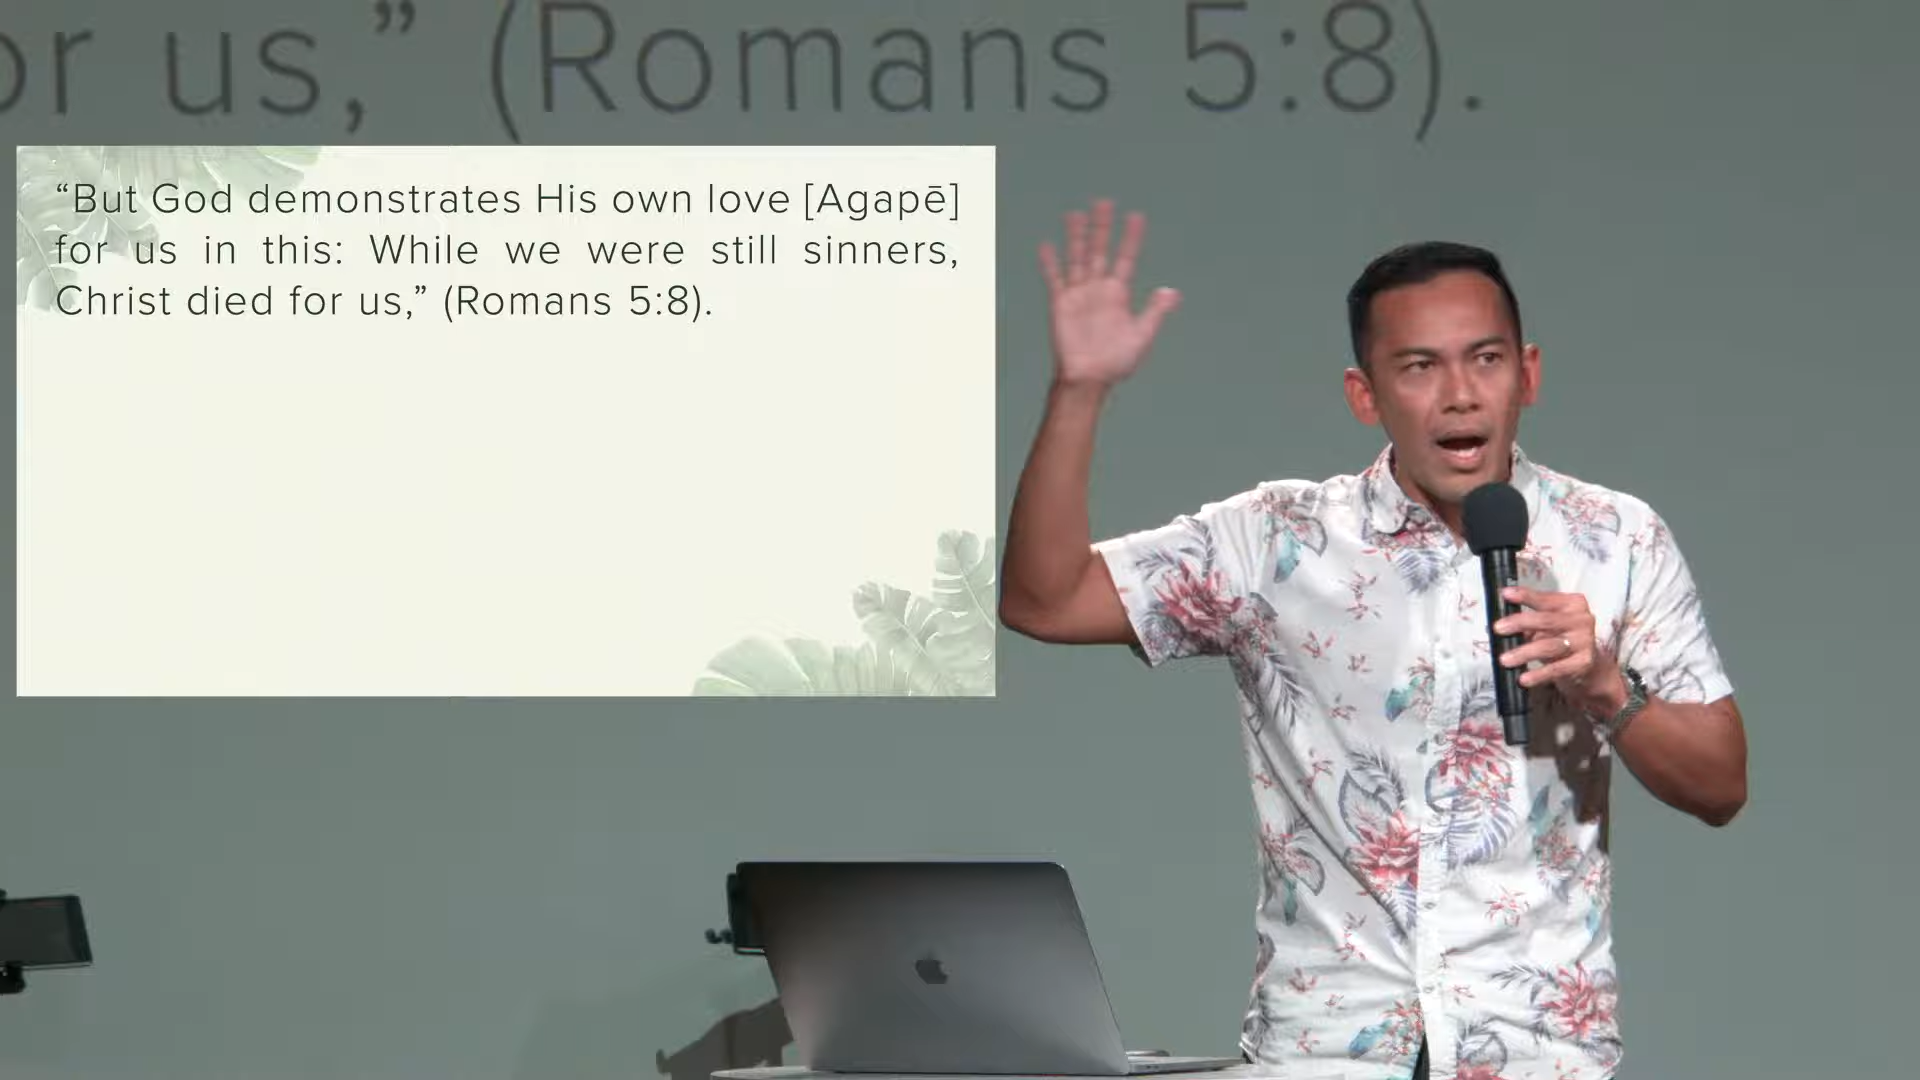 or us,” (Romans 5:8).
“But God demonstrates His own love [Agapē]
for us in this: While we were still sinners,
Christ died for us,” (Romans 5:8).